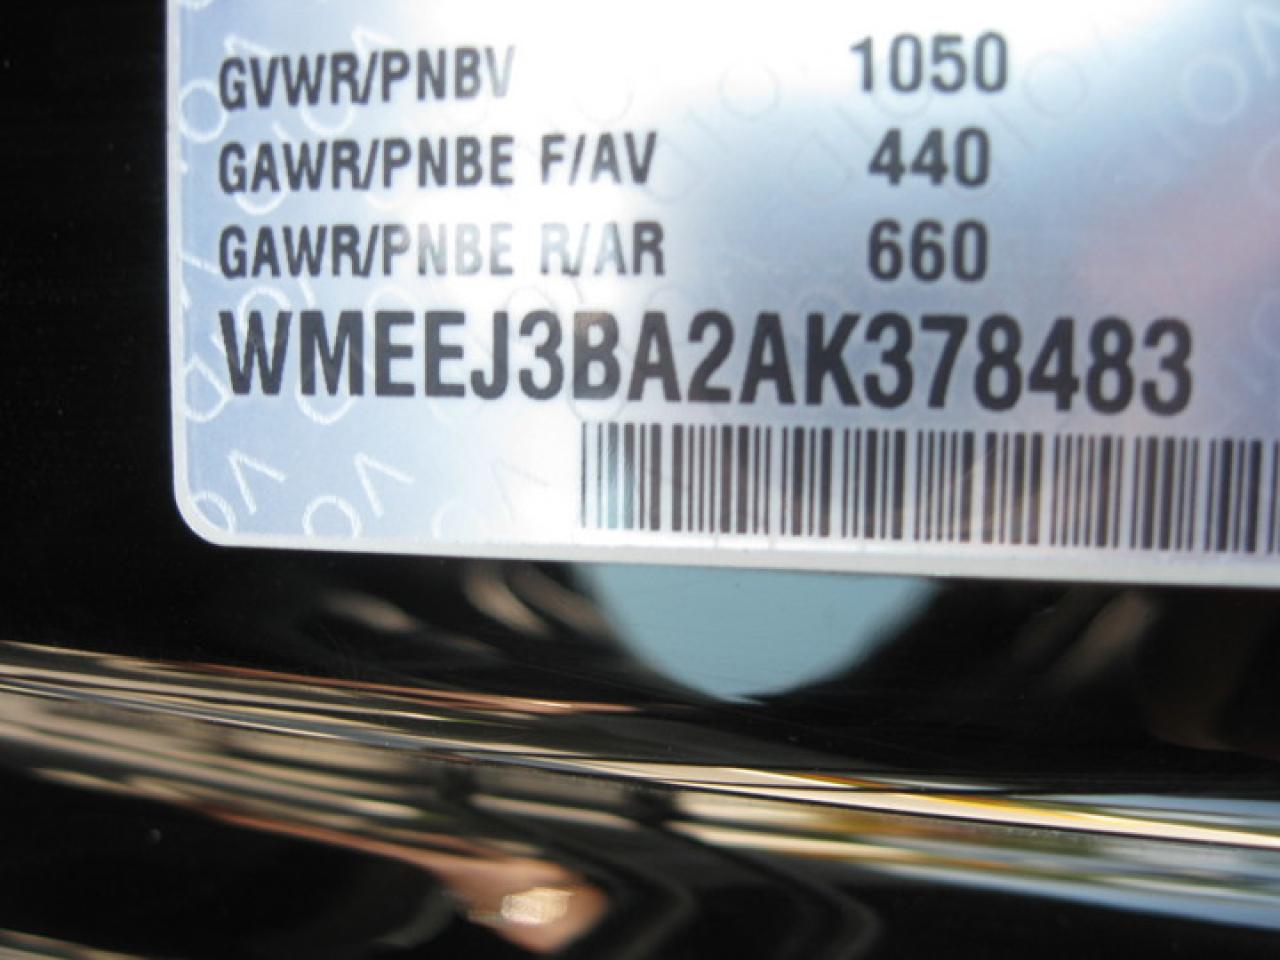 GVWR/PNBV 1050
GAWR/PNBE F/AV 440
GAWR/PNBE R/AR 660
WMEEJ3BA2AK378483